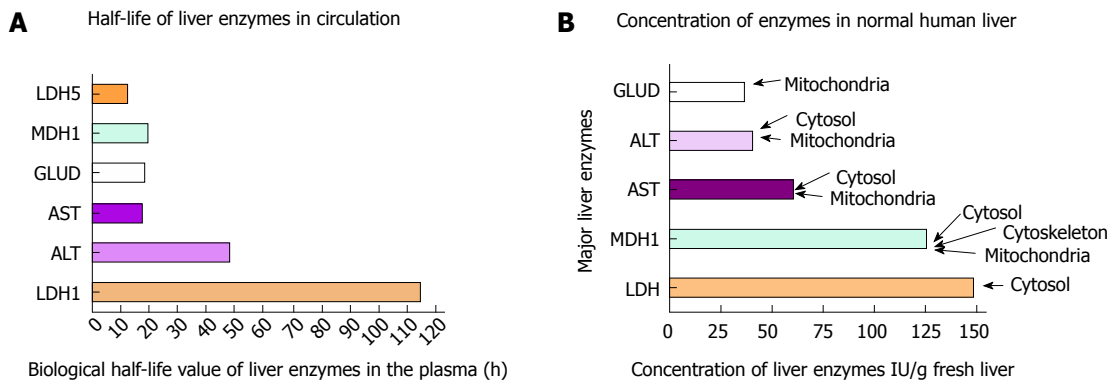 A
Half-life of liver enzymes in circulation
LDH5
MDH1
GLUD
AST
ALT
LDH1
0 10 20 30 40 50 60 70 80 90 100 110 120
Biological half-life value of liver enzymes in the plasma (h)
B
Concentration of enzymes in normal human liver
Major liver enzymes
GLUD
Mitochondria
ALT
Cytosol
Mitochondria
AST
Cytosol
Mitochondria
MDH1
Cytosol
Cytoskeleton
Mitochondria
LDH
Cytosol
0 25 50 75 100 125 150
Concentration of liver enzymes IU/g fresh liver